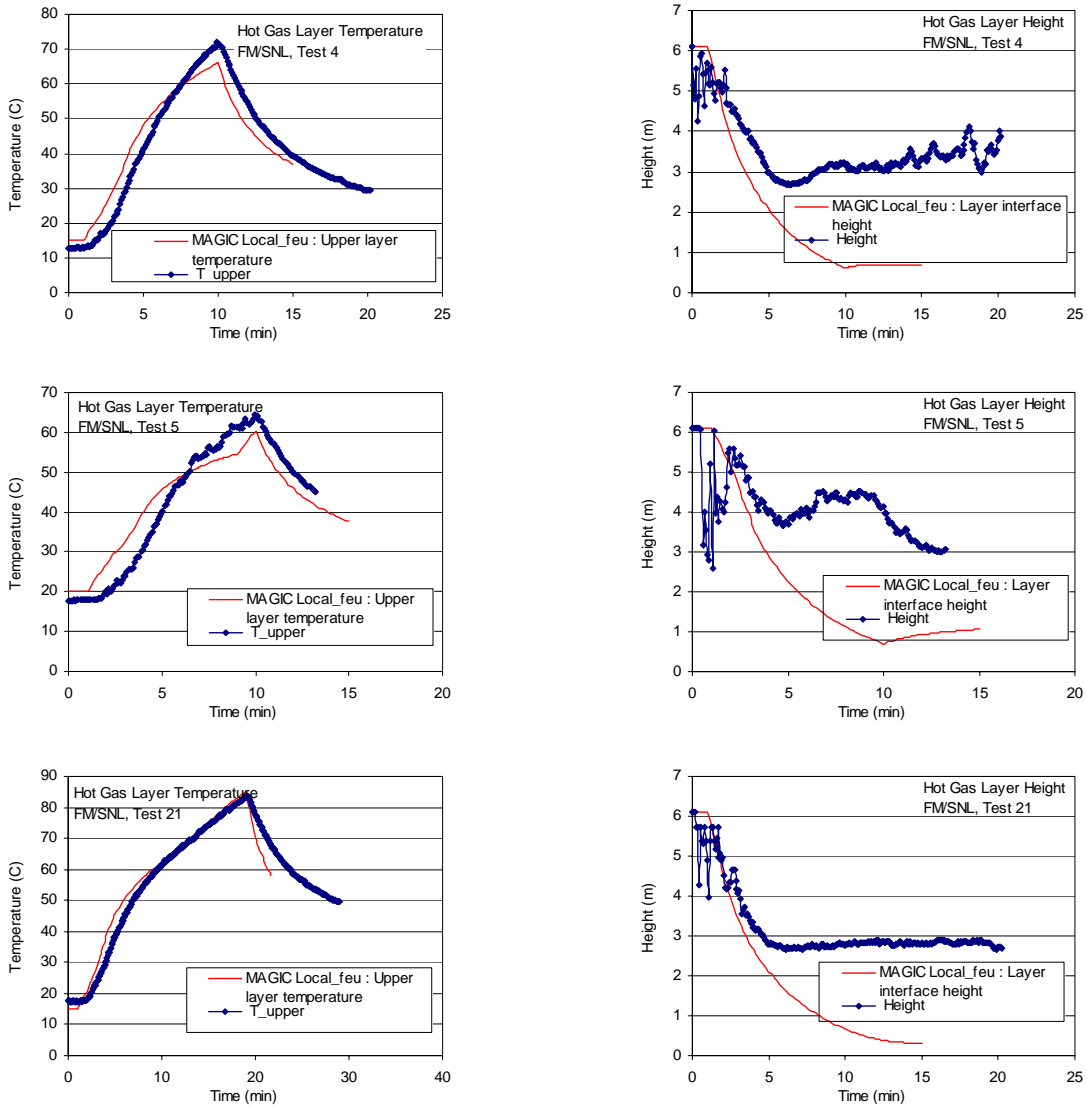 Hot Gas Layer Temperature
FM/SNL, Test 4
Temperature (C)
80
70
60
50
40
30
20
10
0
MAGIC Local_feu : Upper layer
temperature
T_upper
0 5 10 15 20 25
Time (min)
Hot Gas Layer Height
FM/SNL, Test 4
Height (m)
7
6
5
4
3
2
1
0
MAGIC Local_feu : Layer interface
height
Height
0 5 10 15 20 25
Time (min)
Hot Gas Layer Temperature
FM/SNL, Test 5
Temperature (C)
70
60
50
40
30
20
10
0
MAGIC Local_feu : Upper
layer temperature
T_upper
0 5 10 15 20
Time (min)
Hot Gas Layer Height
FM/SNL, Test 5
Height (m)
7
6
5
4
3
2
1
0
MAGIC Local_feu : Layer
interface height
Height
0 5 10 15 20
Time (min)
Hot Gas Layer Temperature
FM/SNL, Test 21
Temperature (C)
90
80
70
60
50
40
30
20
10
0
MAGIC Local_feu : Upper
layer temperature
T_upper
0 10 20 30 40
Time (min)
Hot Gas Layer Height
FM/SNL, Test 21
Height (m)
7
6
5
4
3
2
1
0
MAGIC Local_feu : Layer
interface height
Height
0 5 10 15 20 25
Time (min)